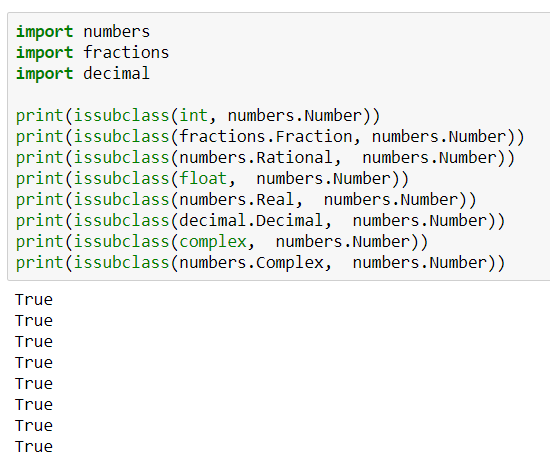 import numbers
import fractions
import decimal
print(issubclass(int, numbers.Number))
print(issubclass(fractions.Fraction, numbers.Number))
print(issubclass(numbers.Rational,  numbers.Number))
print(issubclass(float,  numbers.Number))
print(issubclass(numbers.Real,  numbers.Number))
print(issubclass(decimal.Decimal,  numbers.Number))
print(issubclass(complex,  numbers.Number))
print(issubclass(numbers.Complex,  numbers.Number))
True
True
True
True
True
True
True
True